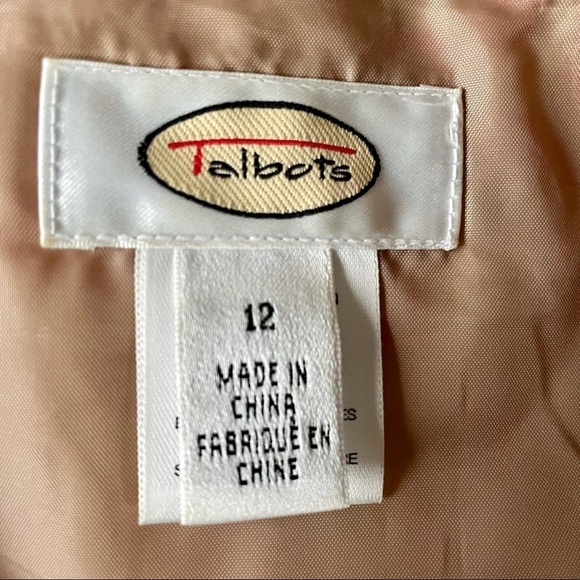 Talbots
12
MADE IN
CHINA
FABRIQUÉ EN
CHINE